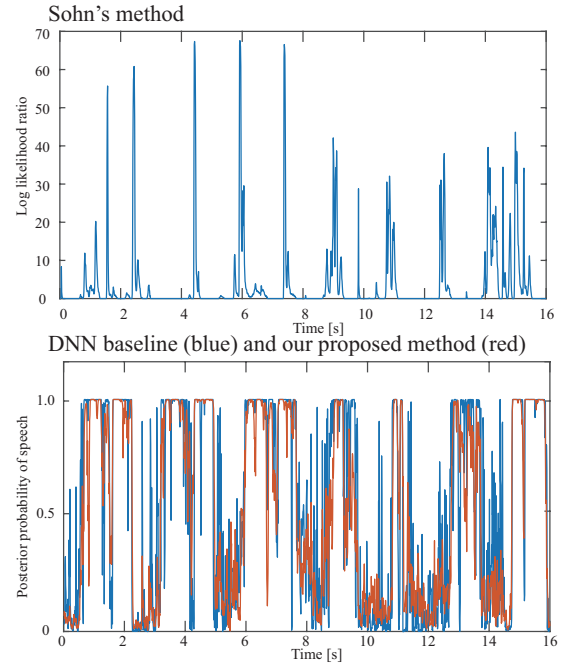 Sohn's method
Log likelihood ratio
70
60
50
40
30
20
10
0
0 2 4 6 8 10 12 14 16
Time [s]
DNN baseline (blue) and our proposed method (red)
Posterior probability of speech
1.0
0.5
0
0 2 4 6 8 10 12 14 16
Time [s]